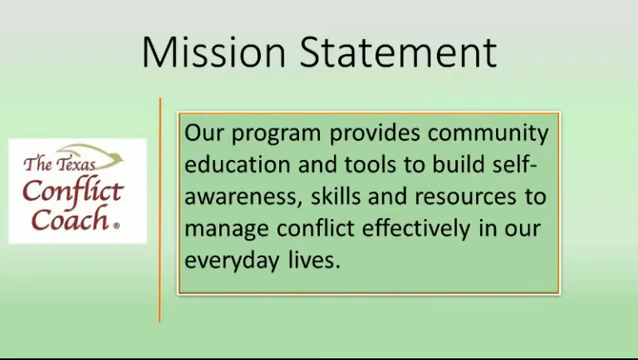 Mission Statement
The Texas
Conflict
Coach ®
Our program provides community
education and tools to build self-
awareness, skills and resources to
manage conflict effectively in our
everyday lives.